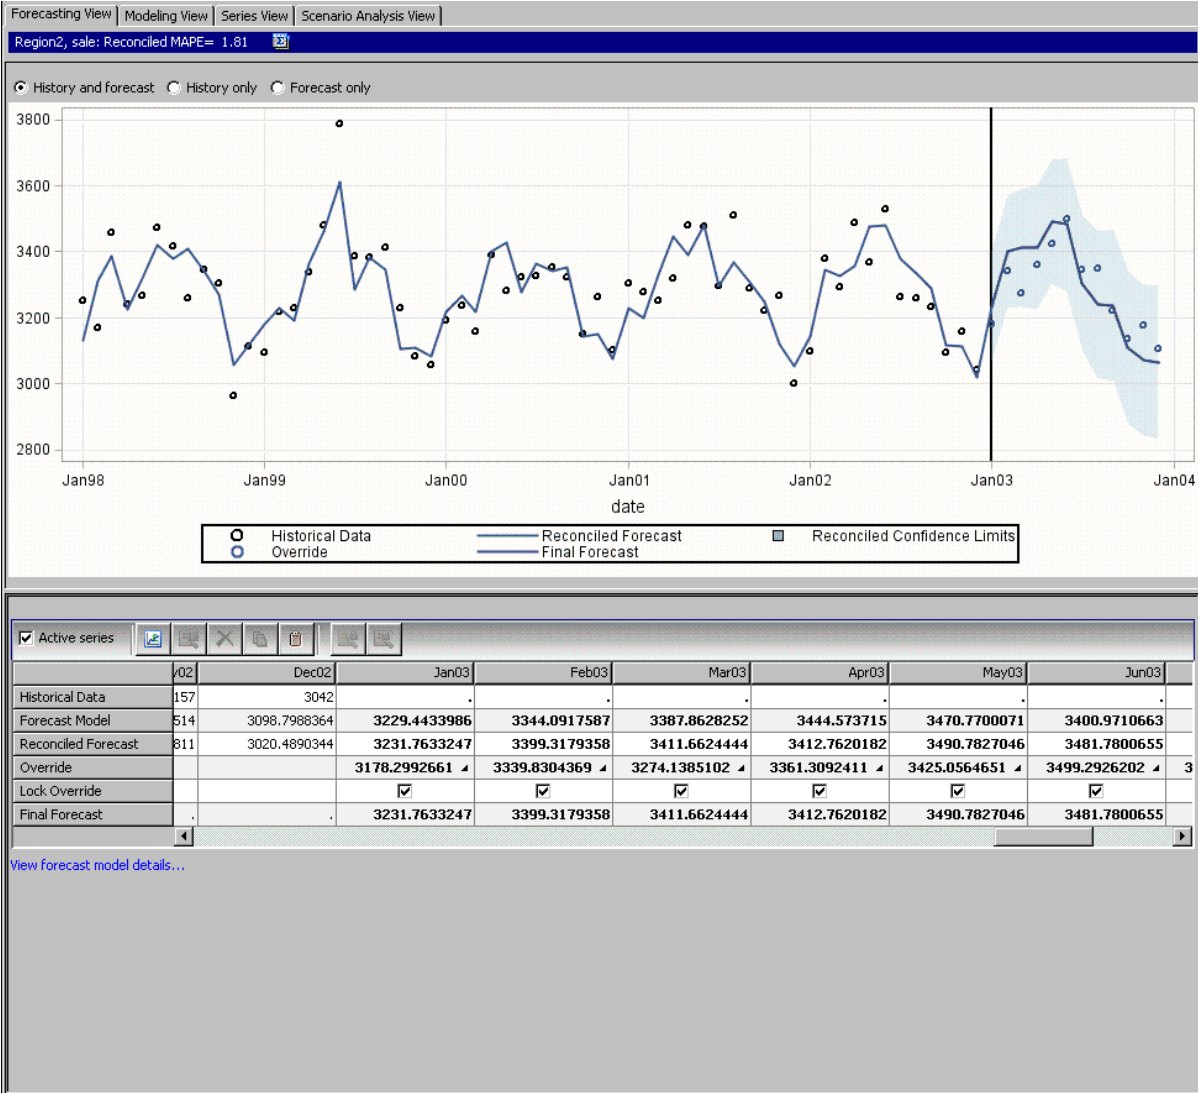 Forecasting View Modeling View Series View Scenario Analysis View
Region2, sale: Reconciled MAPE= 1.81
History and forecast History only Forecast only
3800
3600
3400
3200
3000
2800
Jan98 Jan99 Jan00 Jan01 Jan02 Jan03 Jan04
date
Historical Data Reconciled Forecast Reconciled Confidence Limits
Override Final Forecast
Active series
v02 Dec02 Jan03 Feb03 Mar03 Apr03 May03 Jun03
Historical Data 157 3042 . . . . . .
Forecast Model 514 3098.7988364 3229.4433986 3344.0917587 3387.8628252 3444.573715 3470.7700071 3400.9710663
Reconciled Forecast 811 3020.4890344 3231.7633247 3399.3179358 3411.6624444 3412.7620182 3490.7827046 3481.7800655
Override 3178.2992661 3339.8304369 3274.1385102 3361.3092411 3425.0564651 3499.2926202 3
Lock Override
Final Forecast . . 3231.7633247 3399.3179358 3411.6624444 3412.7620182 3490.7827046 3481.7800655
View forecast model details...